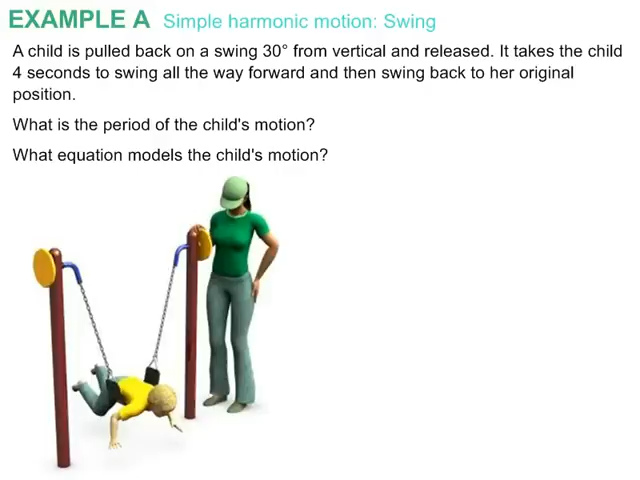 EXAMPLE A Simple harmonic motion: Swing
A child is pulled back on a swing 30° from vertical and released. It takes the child
4 seconds to swing all the way forward and then swing back to her original
position.
What is the period of the child's motion?
What equation models the child's motion?